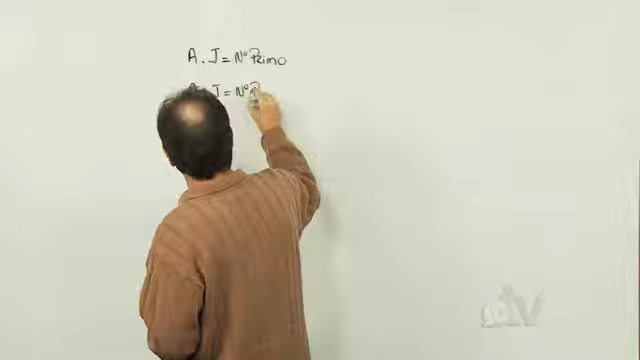 A. J = Nº Primo
J = Nº P